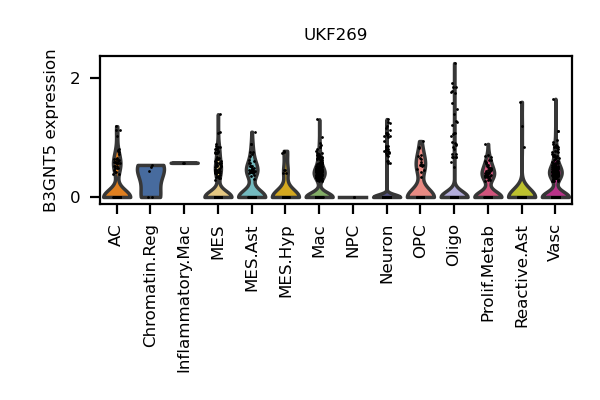 UKF269
B3GNT5 expression
2
0
AC
Chromatin.Reg
Inflammatory.Mac
MES
MES.Ast
MES.Hyp
Mac
NPC
Neuron
OPC
Oligo
Prolif.Metab
Reactive.Ast
Vasc